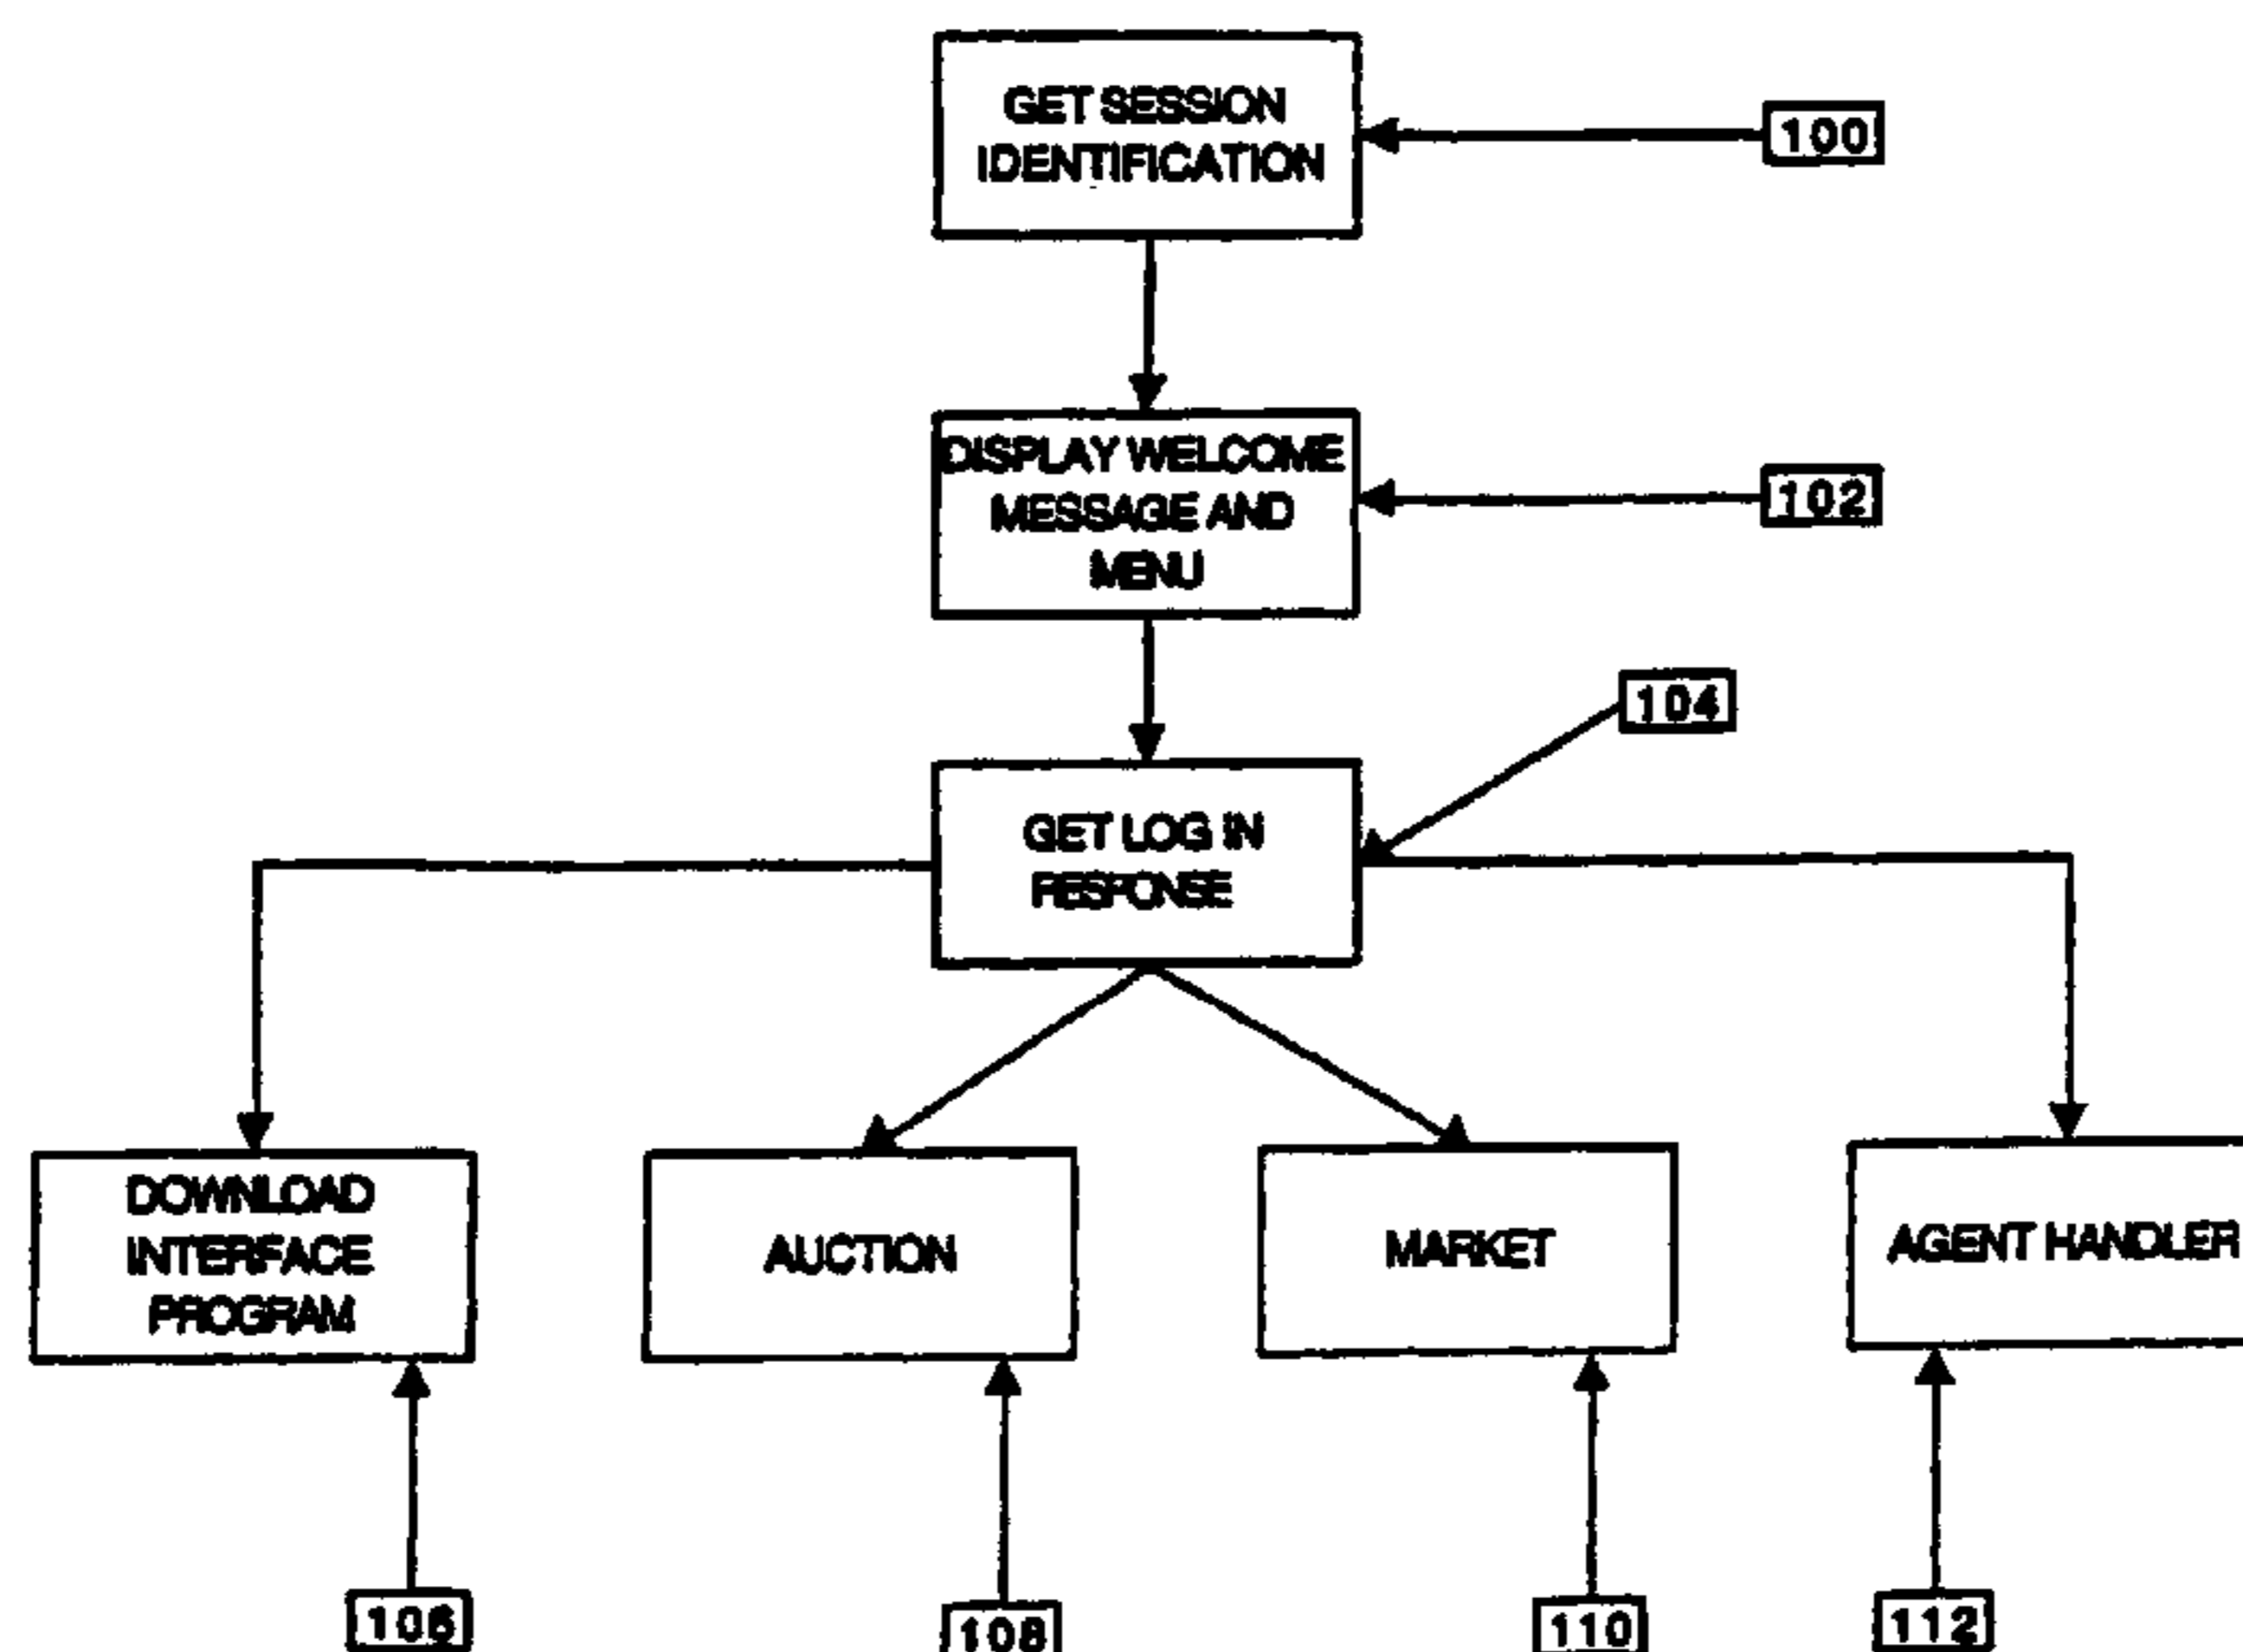 GET SESSION
IDENTIFICATION
100
DISPLAY WELCOME
MESSAGE AND
MENU
102
104
GET LOG IN
RESPONSE
DOWNLOAD
INTERFACE
PROGRAM
AUCTION
MARKET
AGENT HANDLER
106
108
110
112